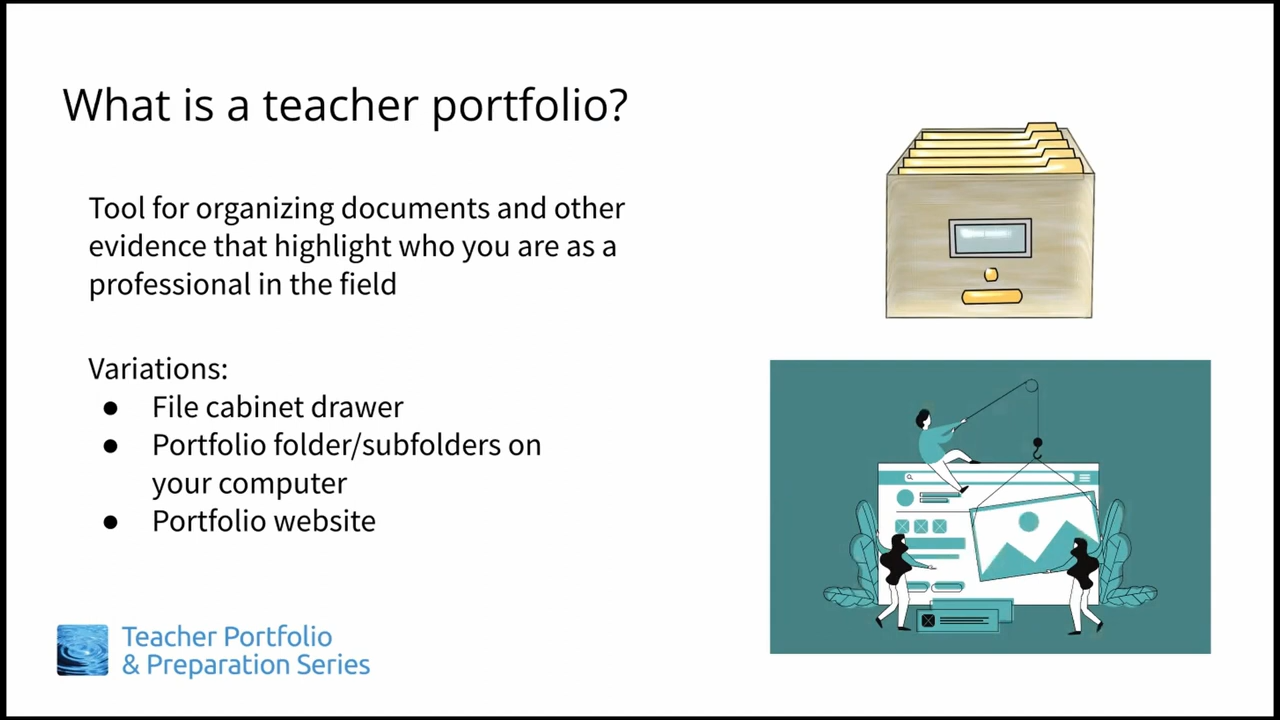 What is a teacher portfolio?
Tool for organizing documents and other
evidence that highlight who you are as a
professional in the field
Variations:
● File cabinet drawer
● Portfolio folder/subfolders on
your computer
● Portfolio website
Teacher Portfolio
& Preparation Series